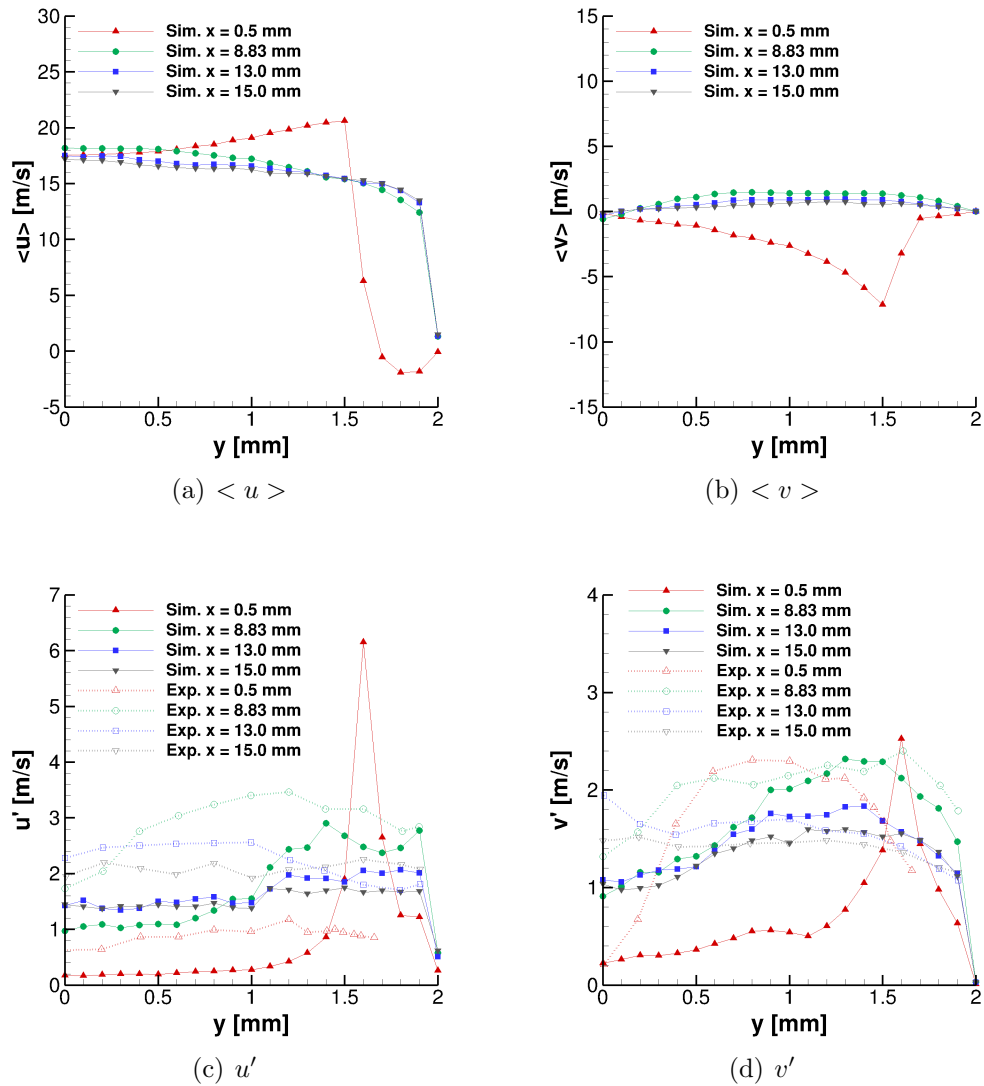 30
25
20
15
10
5
0
-5
<u> [m/s]
Sim. x = 0.5 mm
Sim. x = 8.83 mm
Sim. x = 13.0 mm
Sim. x = 15.0 mm
0 0.5 1 1.5 2
y [mm]
(a) < u >
15
10
5
0
-5
-10
-15
<v> [m/s]
Sim. x = 0.5 mm
Sim. x = 8.83 mm
Sim. x = 13.0 mm
Sim. x = 15.0 mm
0 0.5 1 1.5 2
y [mm]
(b) < v >
7
6
5
4
3
2
1
0
u' [m/s]
Sim. x = 0.5 mm
Sim. x = 8.83 mm
Sim. x = 13.0 mm
Sim. x = 15.0 mm
Exp. x = 0.5 mm
Exp. x = 8.83 mm
Exp. x = 13.0 mm
Exp. x = 15.0 mm
0 0.5 1 1.5 2
y [mm]
(c) u′
4
3
2
1
0
v' [m/s]
Sim. x = 0.5 mm
Sim. x = 8.83 mm
Sim. x = 13.0 mm
Sim. x = 15.0 mm
Exp. x = 0.5 mm
Exp. x = 8.83 mm
Exp. x = 13.0 mm
Exp. x = 15.0 mm
0 0.5 1 1.5 2
y [mm]
(d) v′